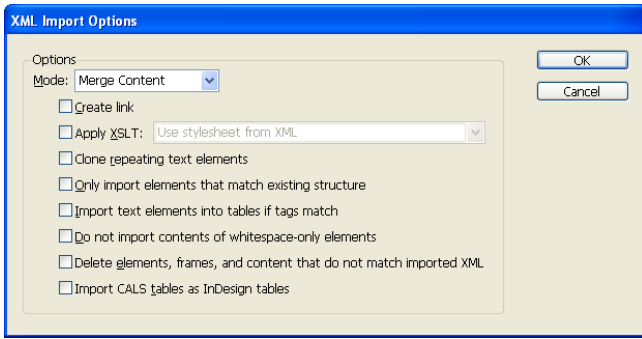 XML Import Options
Options
OK
Mode: Merge Content
Cancel
Create link
Apply XSLT: Use stylesheet from XML
Clone repeating text elements
Only import elements that match existing structure
Import text elements into tables if tags match
Do not import contents of whitespace-only elements
Delete elements, frames, and content that do not match imported XML
Import CALS tables as InDesign tables